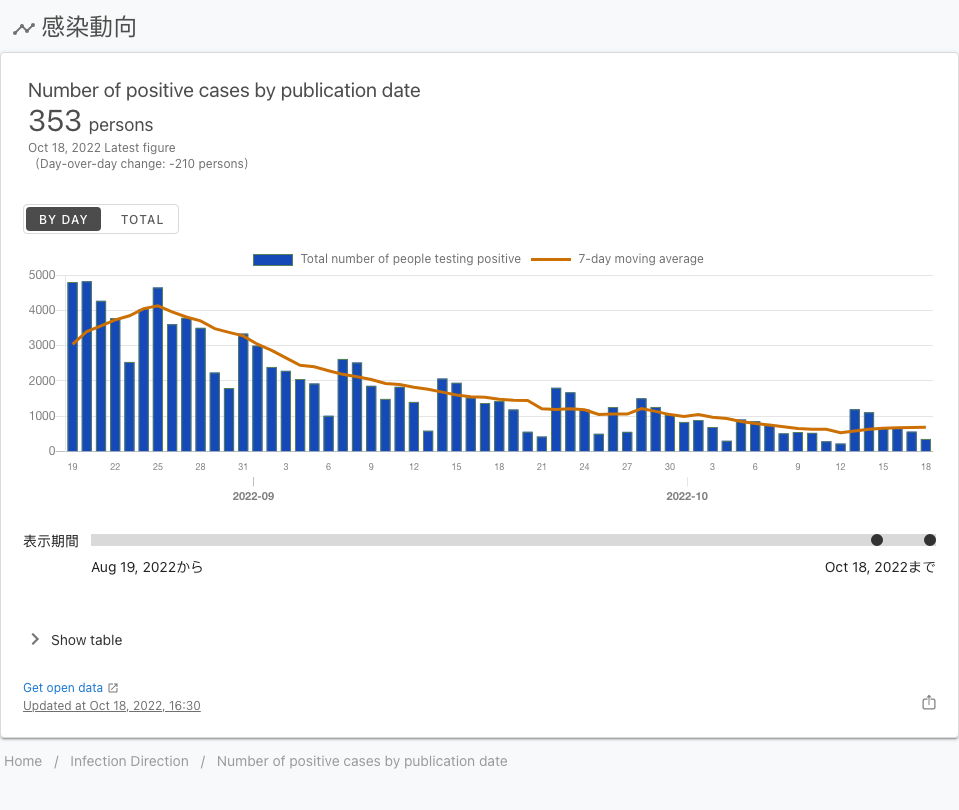 感染動向
Number of positive cases by publication date
353 persons
Oct 18, 2022 Latest figure
(Day-over-day change: -210 persons)
BY DAY TOTAL
Total number of people testing positive 7-day moving average
5000
4000
3000
2000
1000
0
19 22 25 28 31 3 6 9 12 15 18 21 24 27 30 3 6 9 12 15 18
2022-09 2022-10
表示期間
Aug 19, 2022から Oct 18, 2022まで
Show table
Get open data
Updated at Oct 18, 2022, 16:30
Home / Infection Direction / Number of positive cases by publication date